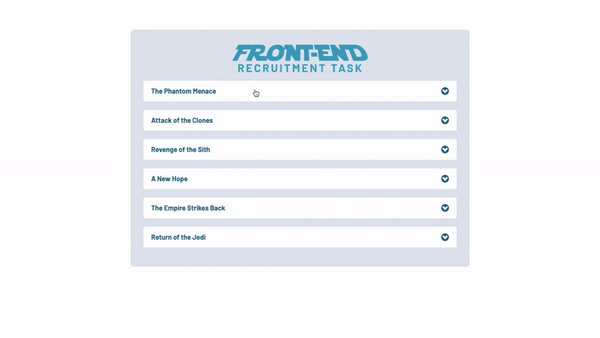 FRONT-END
RECRUITMENT TASK
The Phantom Menace
Attack of the Clones
Revenge of the Sith
A New Hope
The Empire Strikes Back
Return of the Jedi